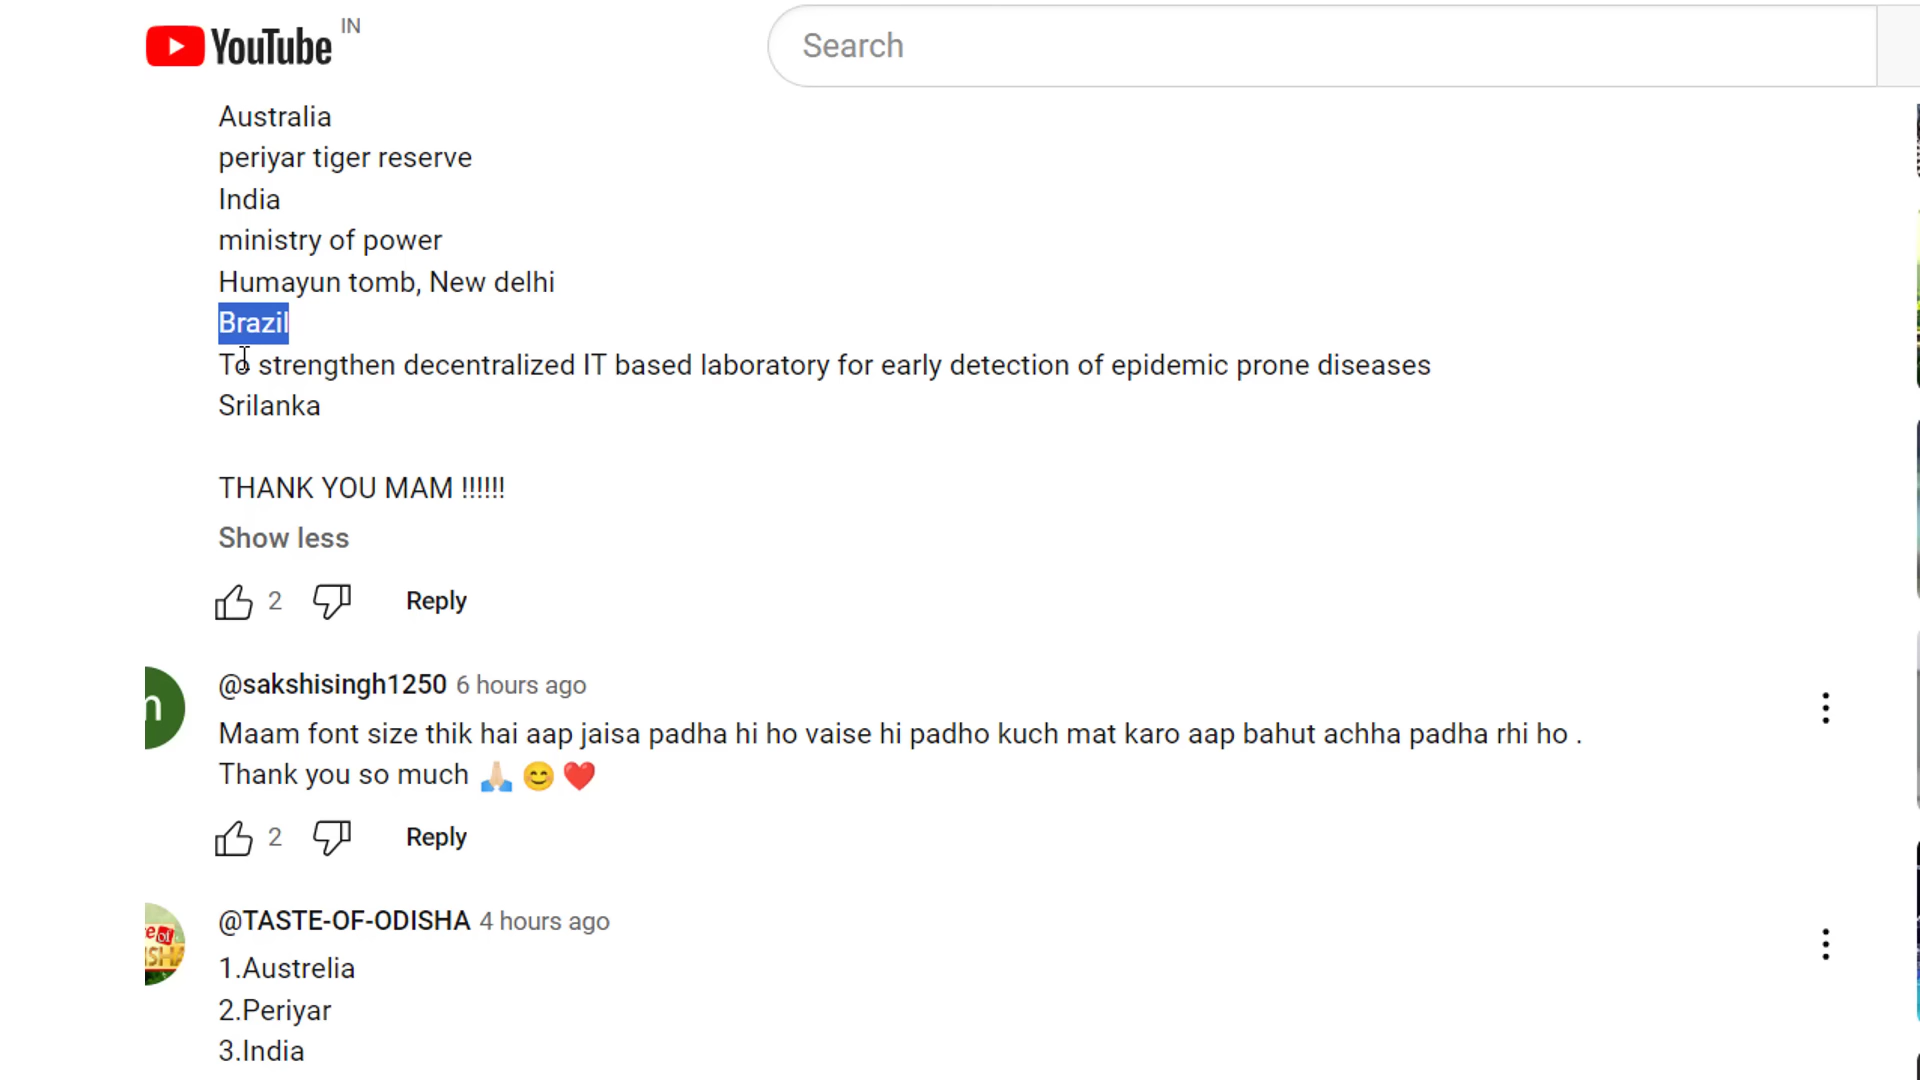 YouTube IN
Search
Australia
periyar tiger reserve
India
ministry of power
Humayun tomb, New delhi
Brazil
To strengthen decentralized IT based laboratory for early detection of epidemic prone diseases
Srilanka
THANK YOU MAM !!!!!!
Show less
2 Reply
@sakshisingh1250 6 hours ago
Maam font size thik hai aap jaisa padha hi ho vaise hi padho kuch mat karo aap bahut achha padha rhi ho .
Thank you so much 🙏🏻 😊 ❤️
2 Reply
@TASTE-OF-ODISHA 4 hours ago
1.Austrelia
2.Periyar
3.India